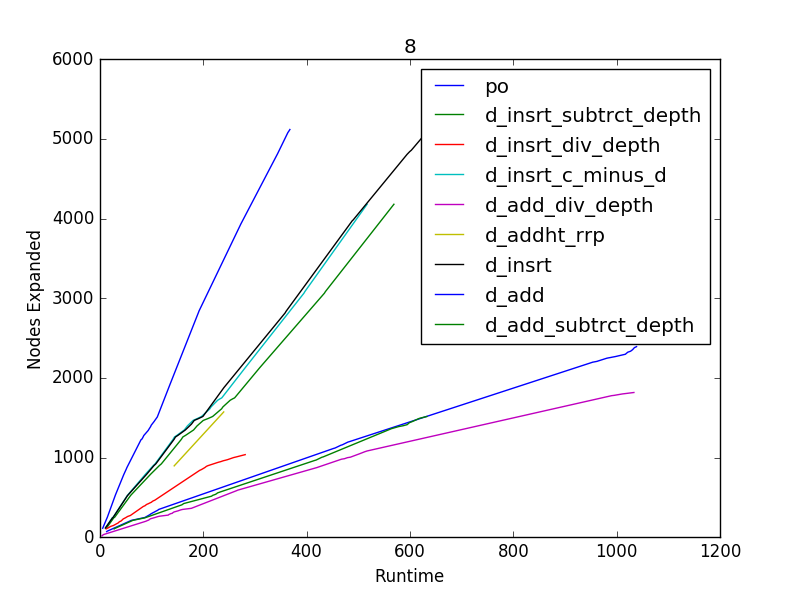 8
6000
5000
4000
3000
2000
1000
0
Nodes Expanded
po
d_insrt_subtrct_depth
d_insrt_div_depth
d_insrt_c_minus_d
d_add_div_depth
d_addht_rrp
d_insrt
d_add
d_add_subtrct_depth
0 200 400 600 800 1000 1200
Runtime